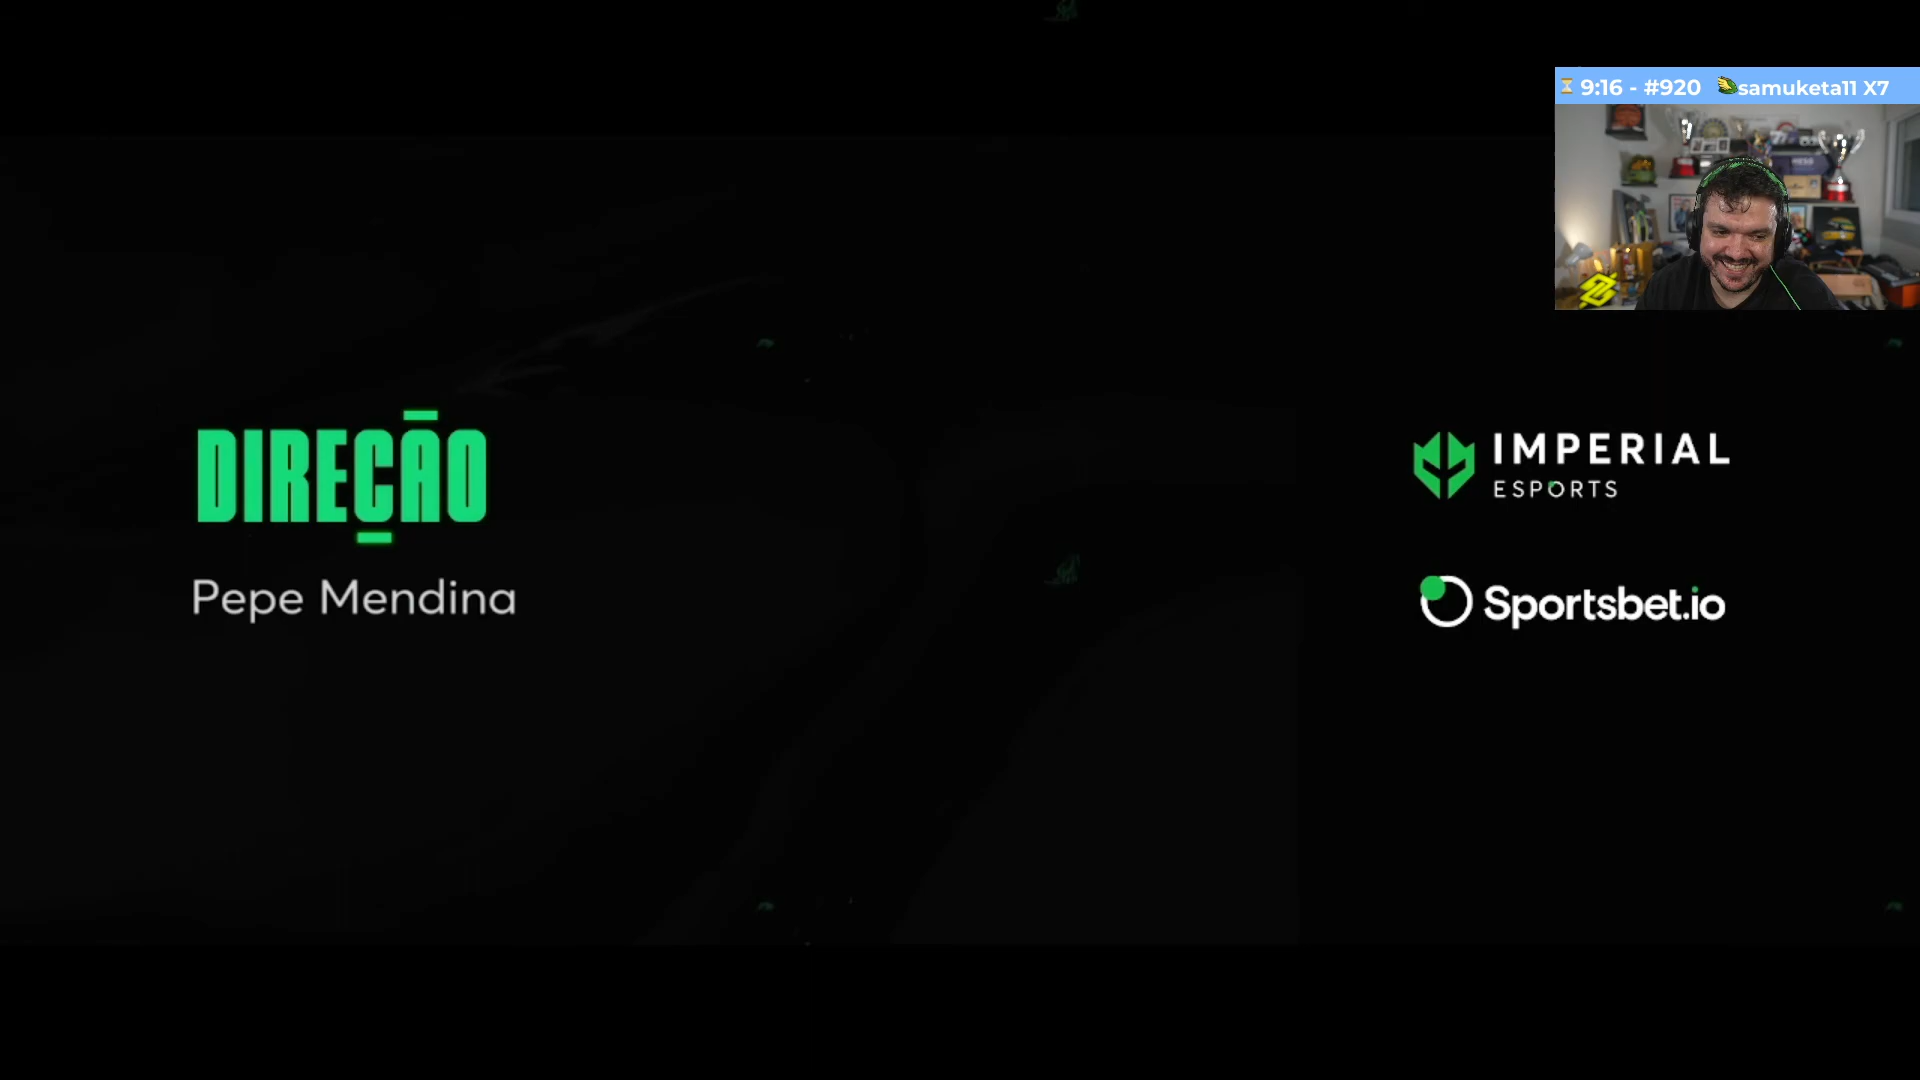 9:16 - #920 samuketa11 X7
DIREÇÃO
Pepe Mendina
IMPERIAL
ESPORTS
Sportsbet.io